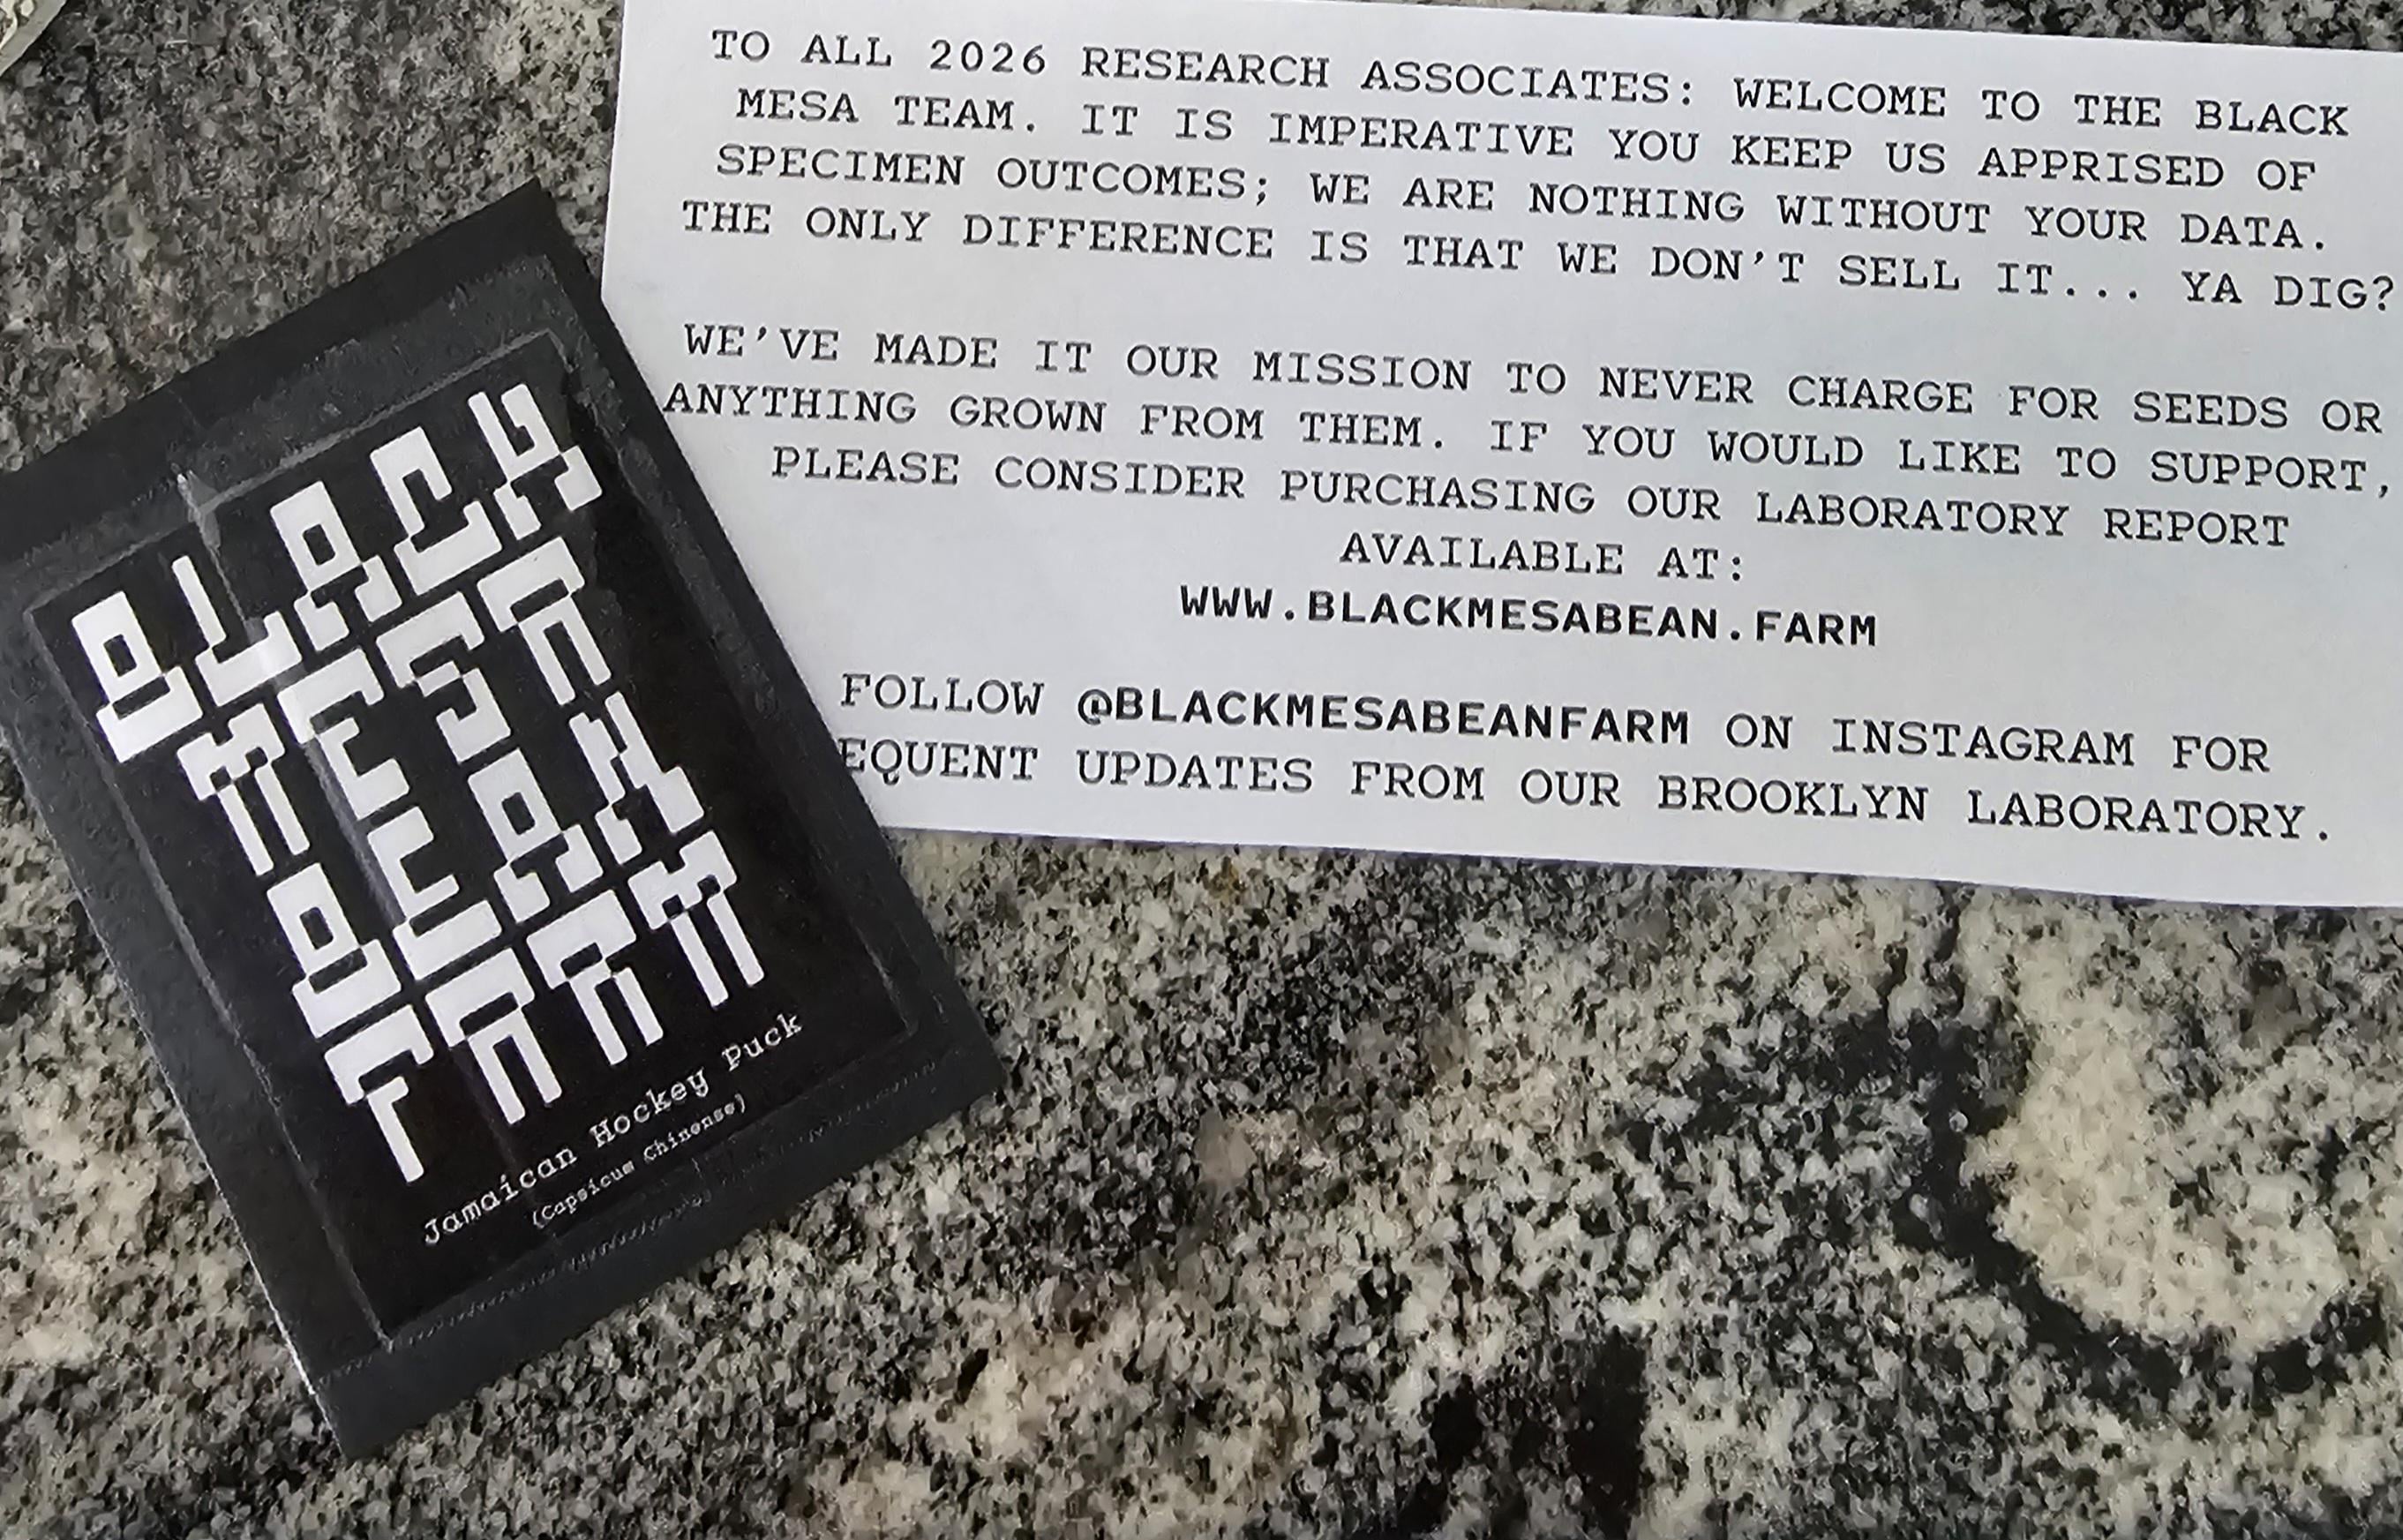 TO ALL 2026 RESEARCH ASSOCIATES: WELCOME TO THE BLACK
MESA TEAM. IT IS IMPERATIVE YOU KEEP US APPRISED OF
SPECIMEN OUTCOMES; WE ARE NOTHING WITHOUT YOUR DATA.
THE ONLY DIFFERENCE IS THAT WE DON'T SELL IT... YA DIG?
WE'VE MADE IT OUR MISSION TO NEVER CHARGE FOR SEEDS OR
ANYTHING GROWN FROM THEM. IF YOU WOULD LIKE TO SUPPORT,
PLEASE CONSIDER PURCHASING OUR LABORATORY REPORT
AVAILABLE AT:
WWW.BLACKMESABEAN.FARM
FOLLOW @BLACKMESABEANFARM ON INSTAGRAM FOR
EQUENT UPDATES FROM OUR BROOKLYN LABORATORY.
BLACK
MESA
BEAN
FARM
Jamaican Hockey Puck
(Capsicum Chinense)